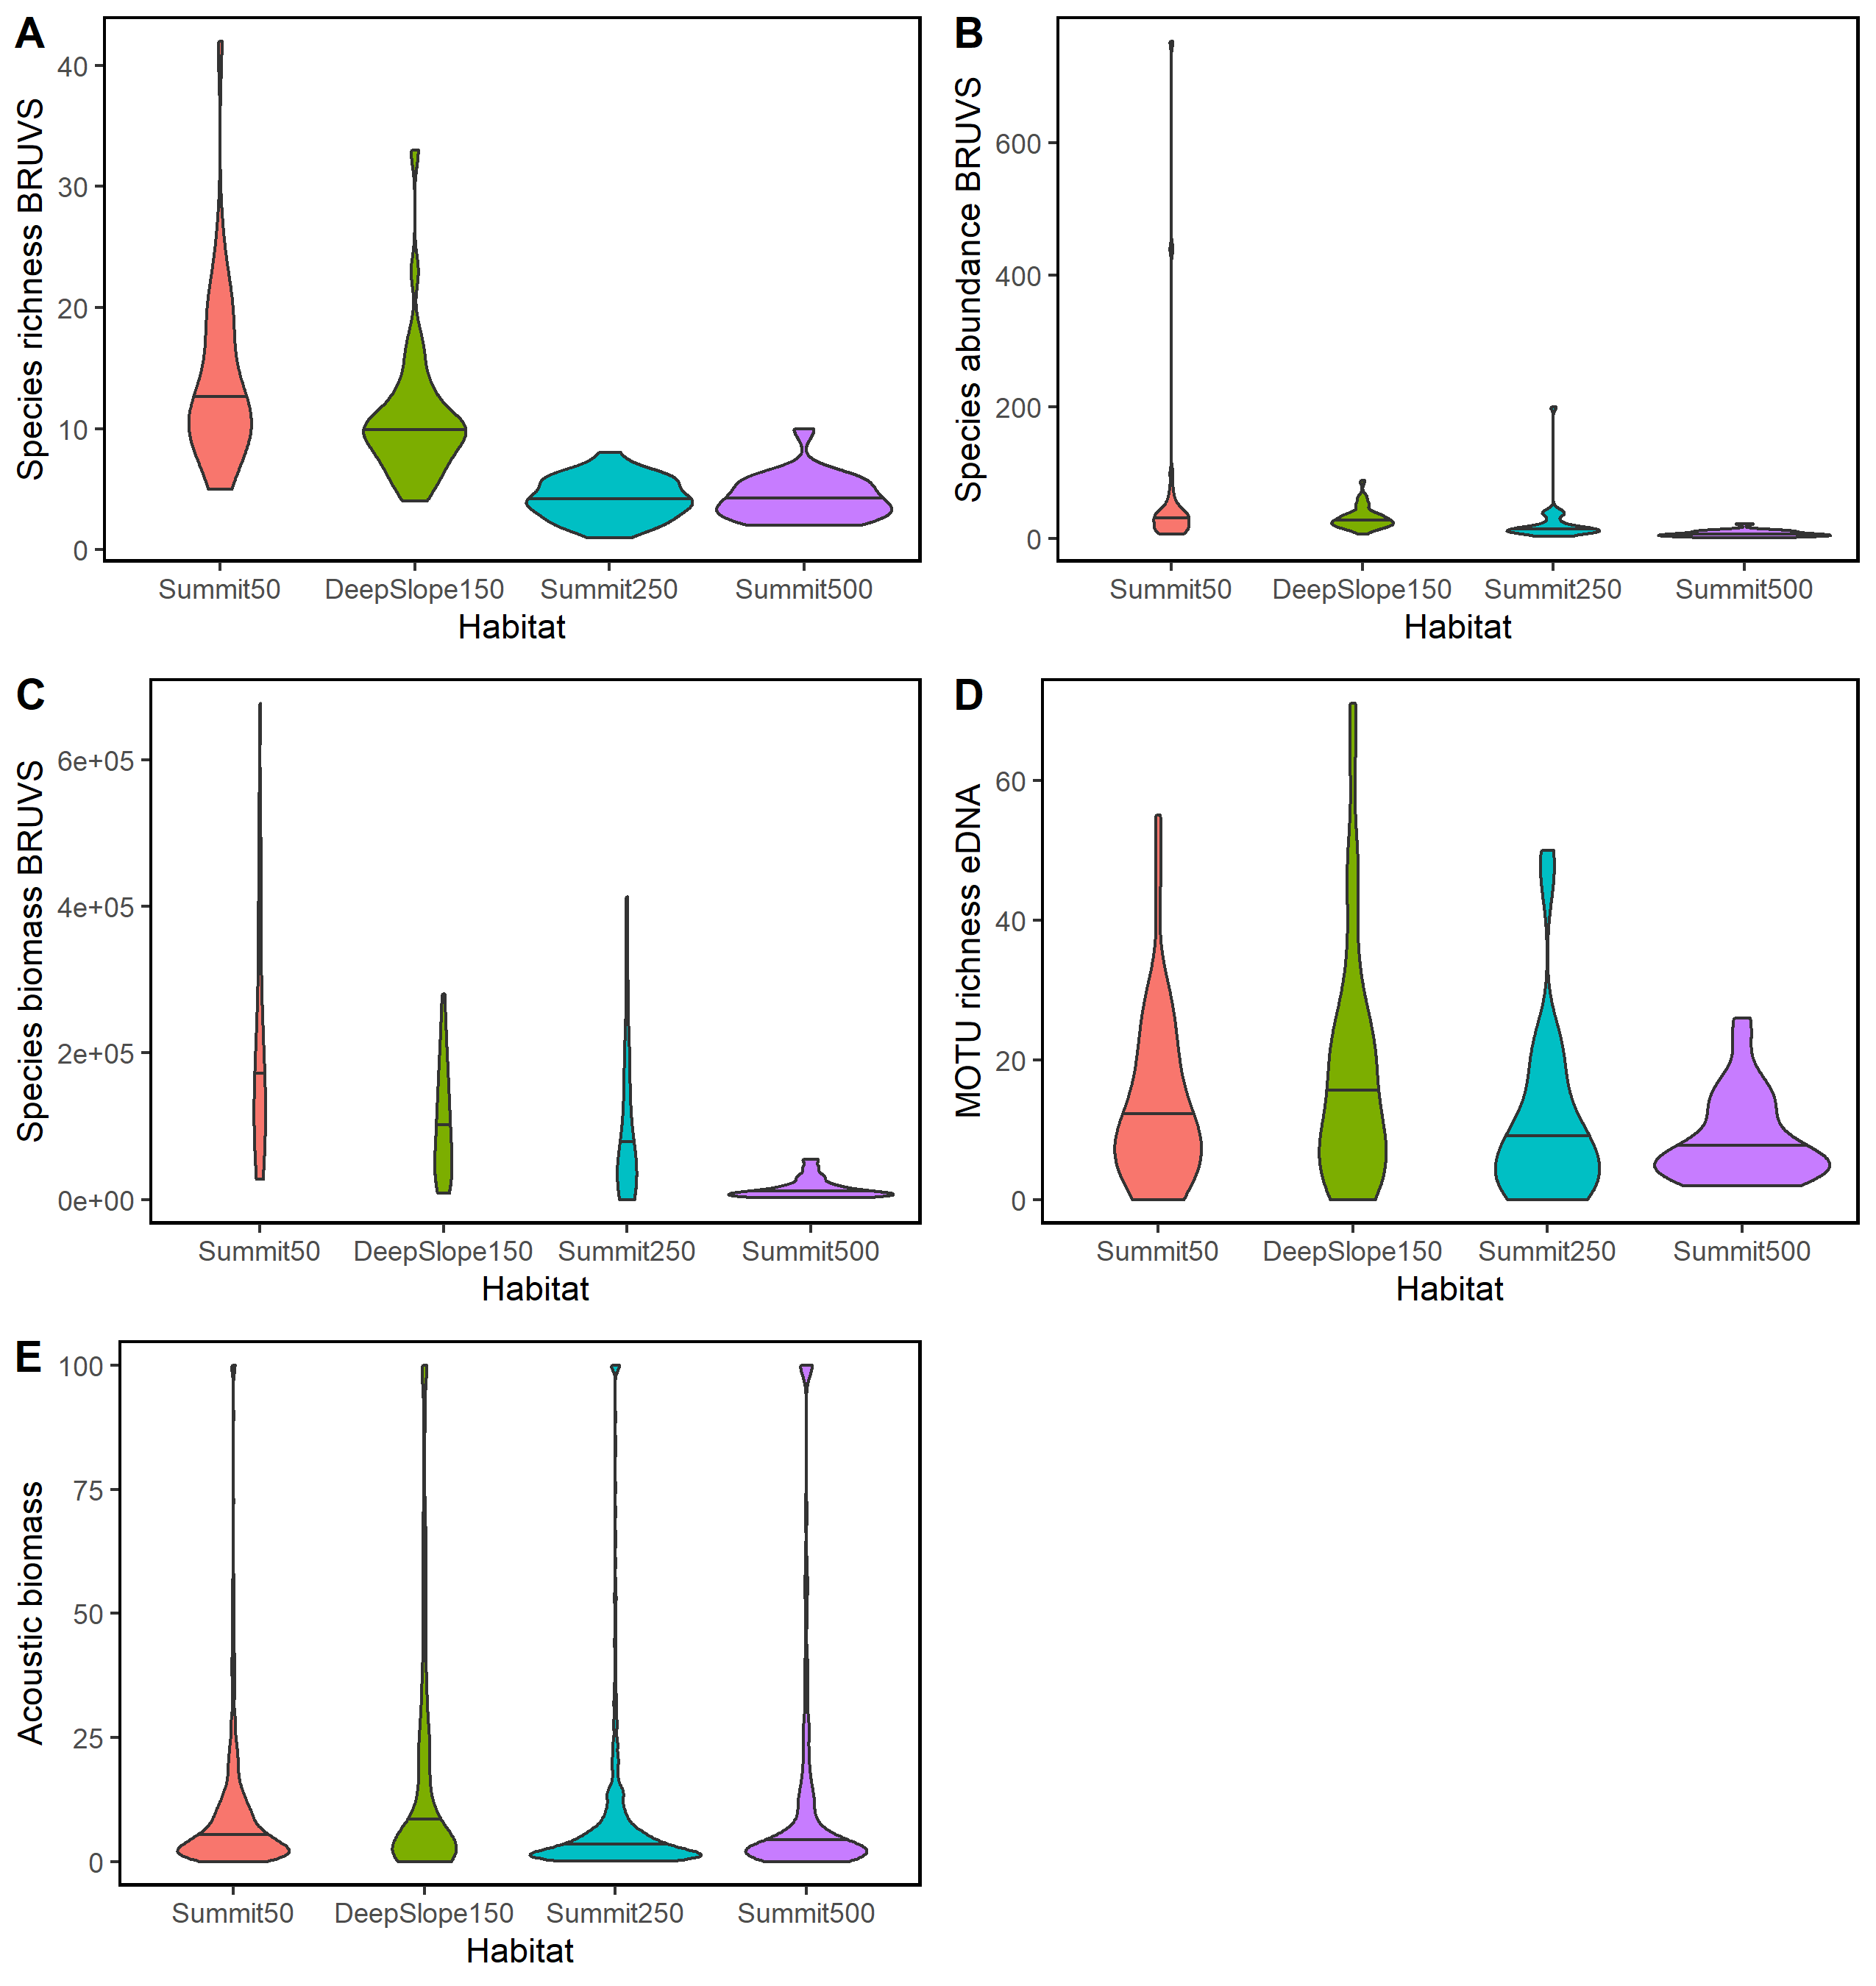 A
Species richness BRUVS
40
30
20
10
0
Summit50 DeepSlope150 Summit250 Summit500
Habitat
B
Species abundance BRUVS
600
400
200
0
Summit50 DeepSlope150 Summit250 Summit500
Habitat
C
Species biomass BRUVS
6e+05
4e+05
2e+05
0e+00
Summit50 DeepSlope150 Summit250 Summit500
Habitat
D
MOTU richness eDNA
60
40
20
0
Summit50 DeepSlope150 Summit250 Summit500
Habitat
E
Acoustic biomass
100
75
50
25
0
Summit50 DeepSlope150 Summit250 Summit500
Habitat